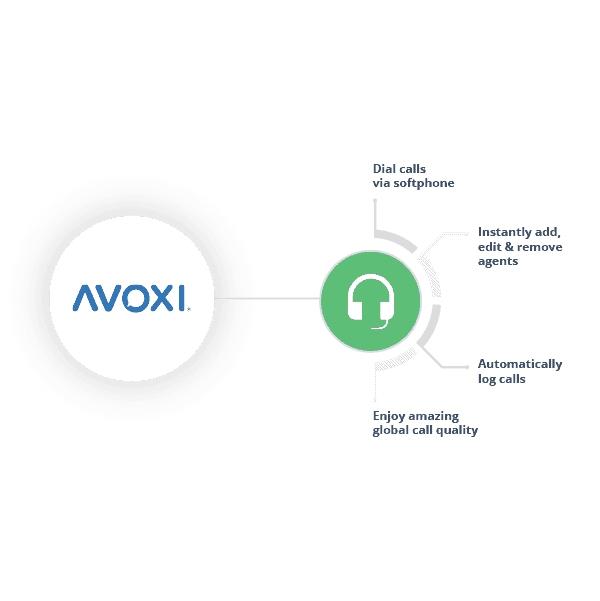 Dial calls
via softphone
Instantly add,
edit & remove
agents
AVOXI
Automatically
log calls
Enjoy amazing
global call quality